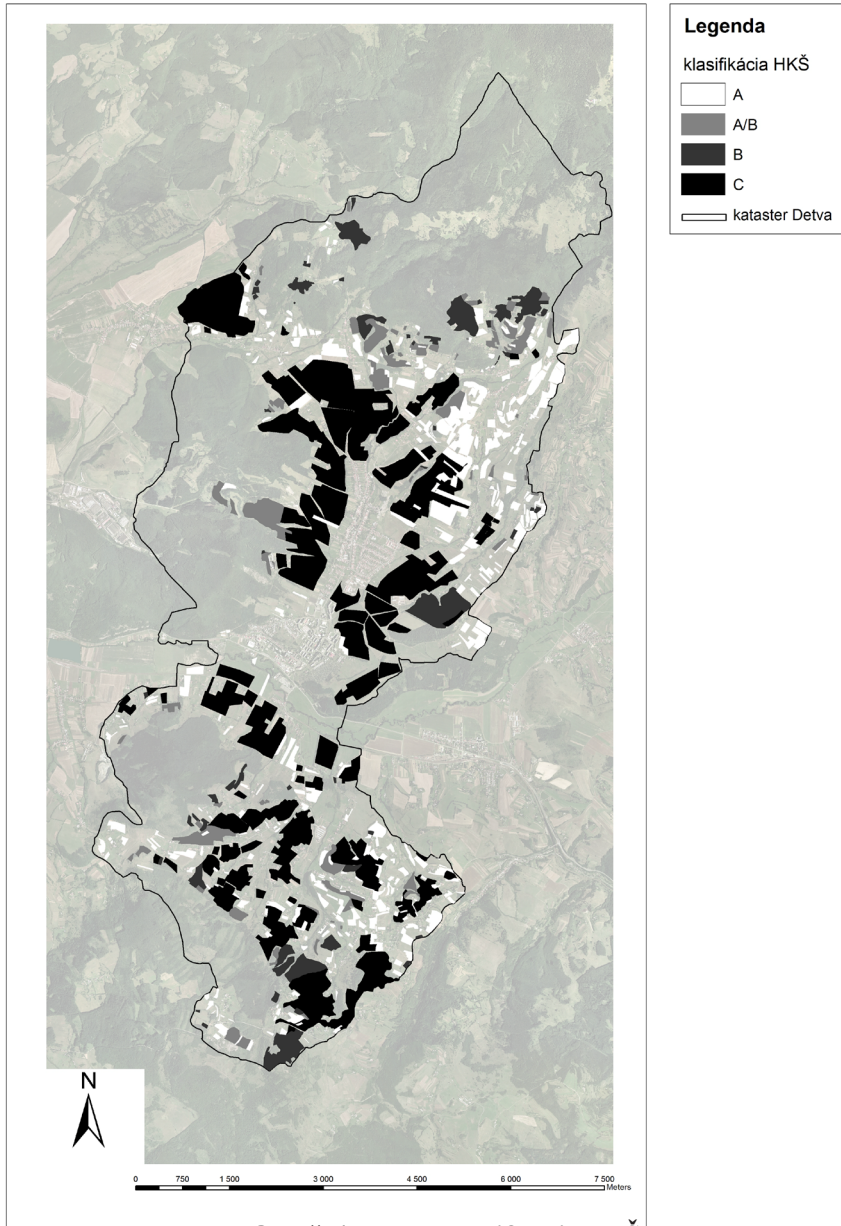 Legenda
klasifikácia HKŠ
A
A/B
B
C
kataster Detva
N
0 750 1 500 3 000 4 500 6 000 7 500
Meters